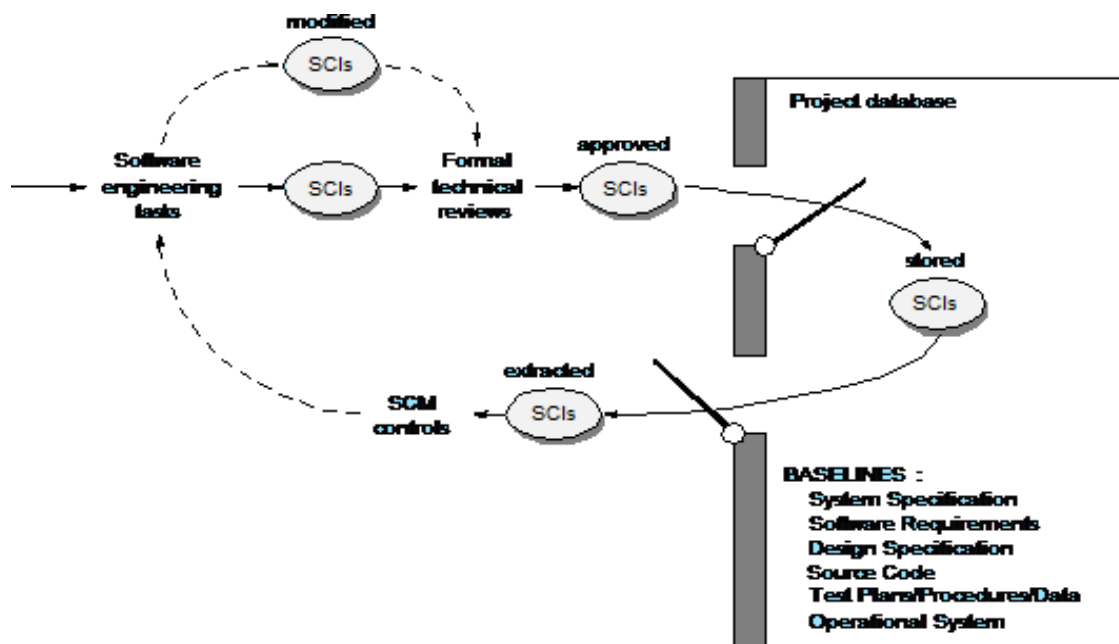 modified
SCIs
Project database
approved
Software
engineering
tasks
SCIs
Formal
technical
reviews
SCIs
stored
SCIs
extracted
SCIs
SCM
controls
BASELINES :
System Specification
Software Requirements
Design Specification
Source Code
Test Plans/Procedures/Data
Operational System